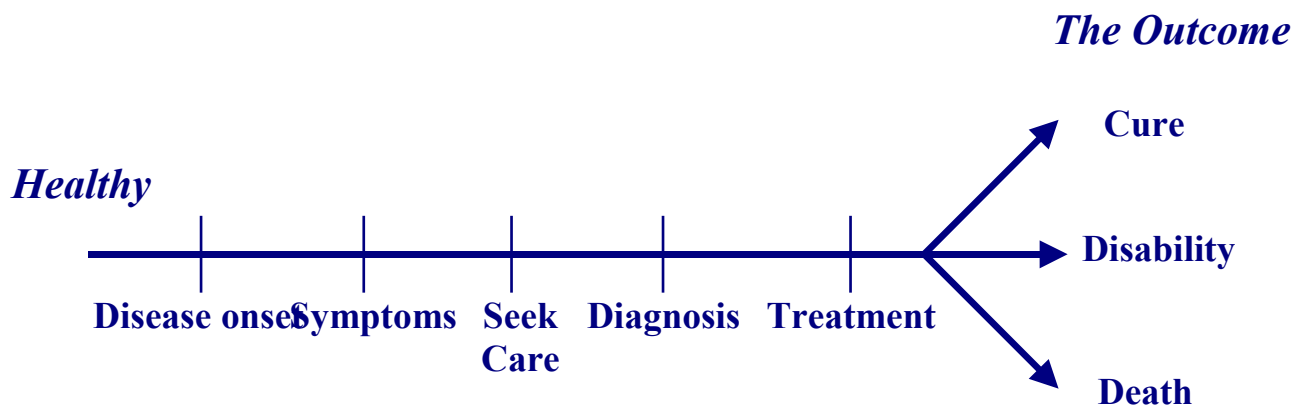 The Outcome
Cure
Healthy
Disability
Disease onset
Symptoms
Seek
Care
Diagnosis
Treatment
Death